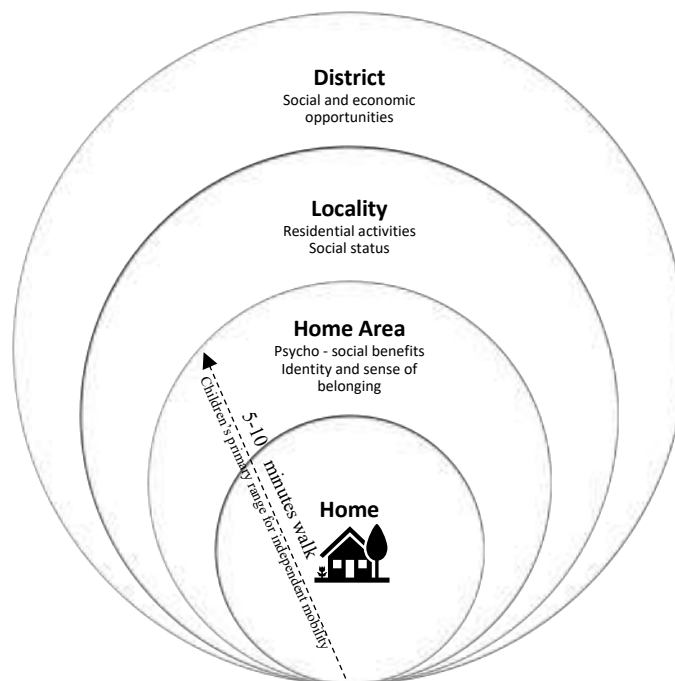 District
Social and economic
opportunities
Locality
Residential activities
Social status
Home Area
Psycho - social benefits
Identity and sense of
belonging
5-10 minutes walk
Children's primary range for independent mobility
Home